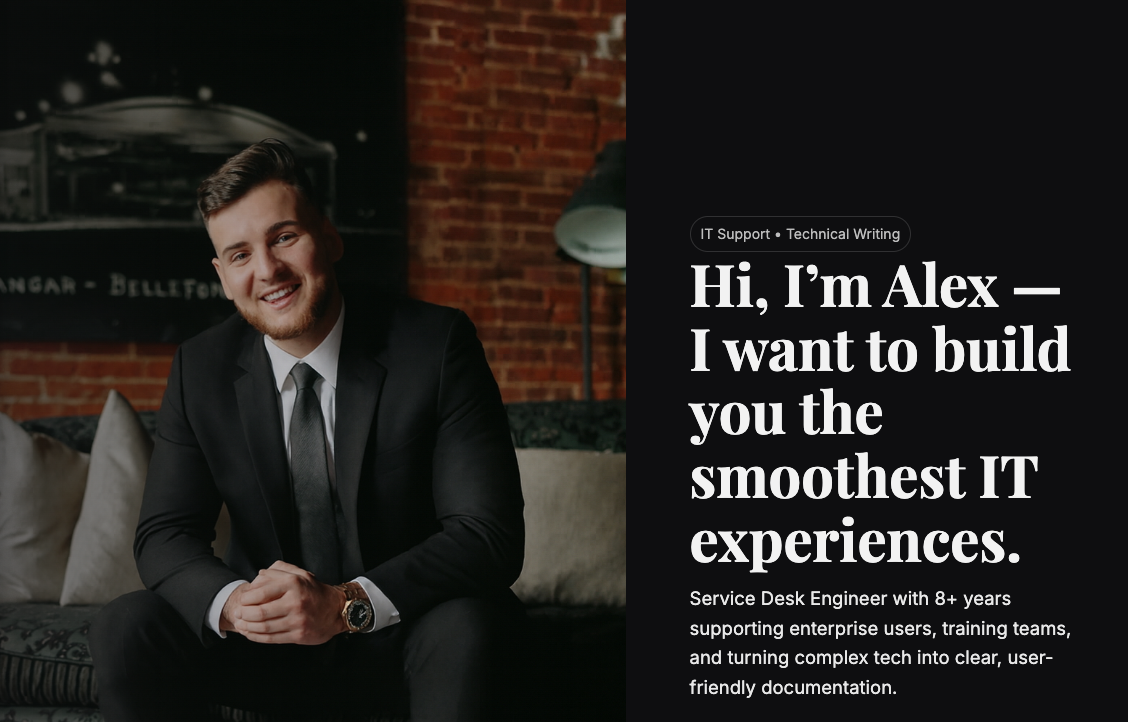 ANGAR - BELLEFON
IT Support • Technical Writing
Hi, I’m Alex —
I want to build
you the
smoothest IT
experiences.
Service Desk Engineer with 8+ years
supporting enterprise users, training teams,
and turning complex tech into clear, user-
friendly documentation.